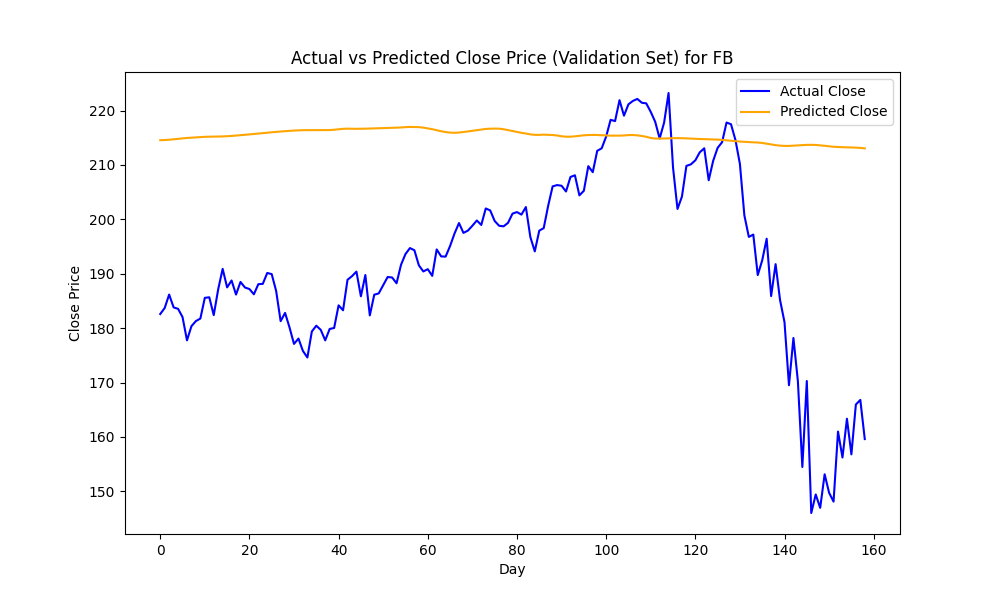 Actual vs Predicted Close Price (Validation Set) for FB
Actual Close
Predicted Close
Close Price
220
210
200
190
180
170
160
150
0 20 40 60 80 100 120 140 160
Day